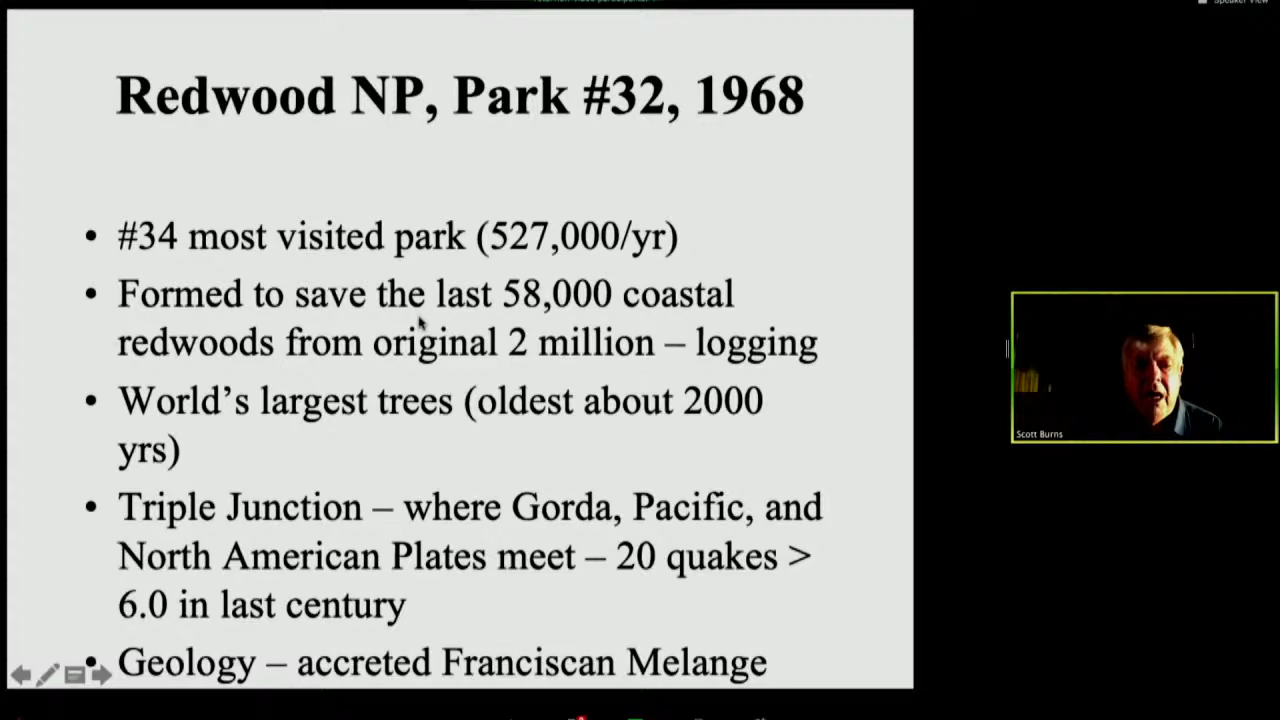 Speaker View
Redwood NP, Park #32, 1968
• #34 most visited park (527,000/yr)
• Formed to save the last 58,000 coastal
redwoods from original 2 million – logging
• World’s largest trees (oldest about 2000
yrs)
• Triple Junction – where Gorda, Pacific, and
North American Plates meet – 20 quakes >
6.0 in last century
• Geology – accreted Franciscan Melange
Scott Burns